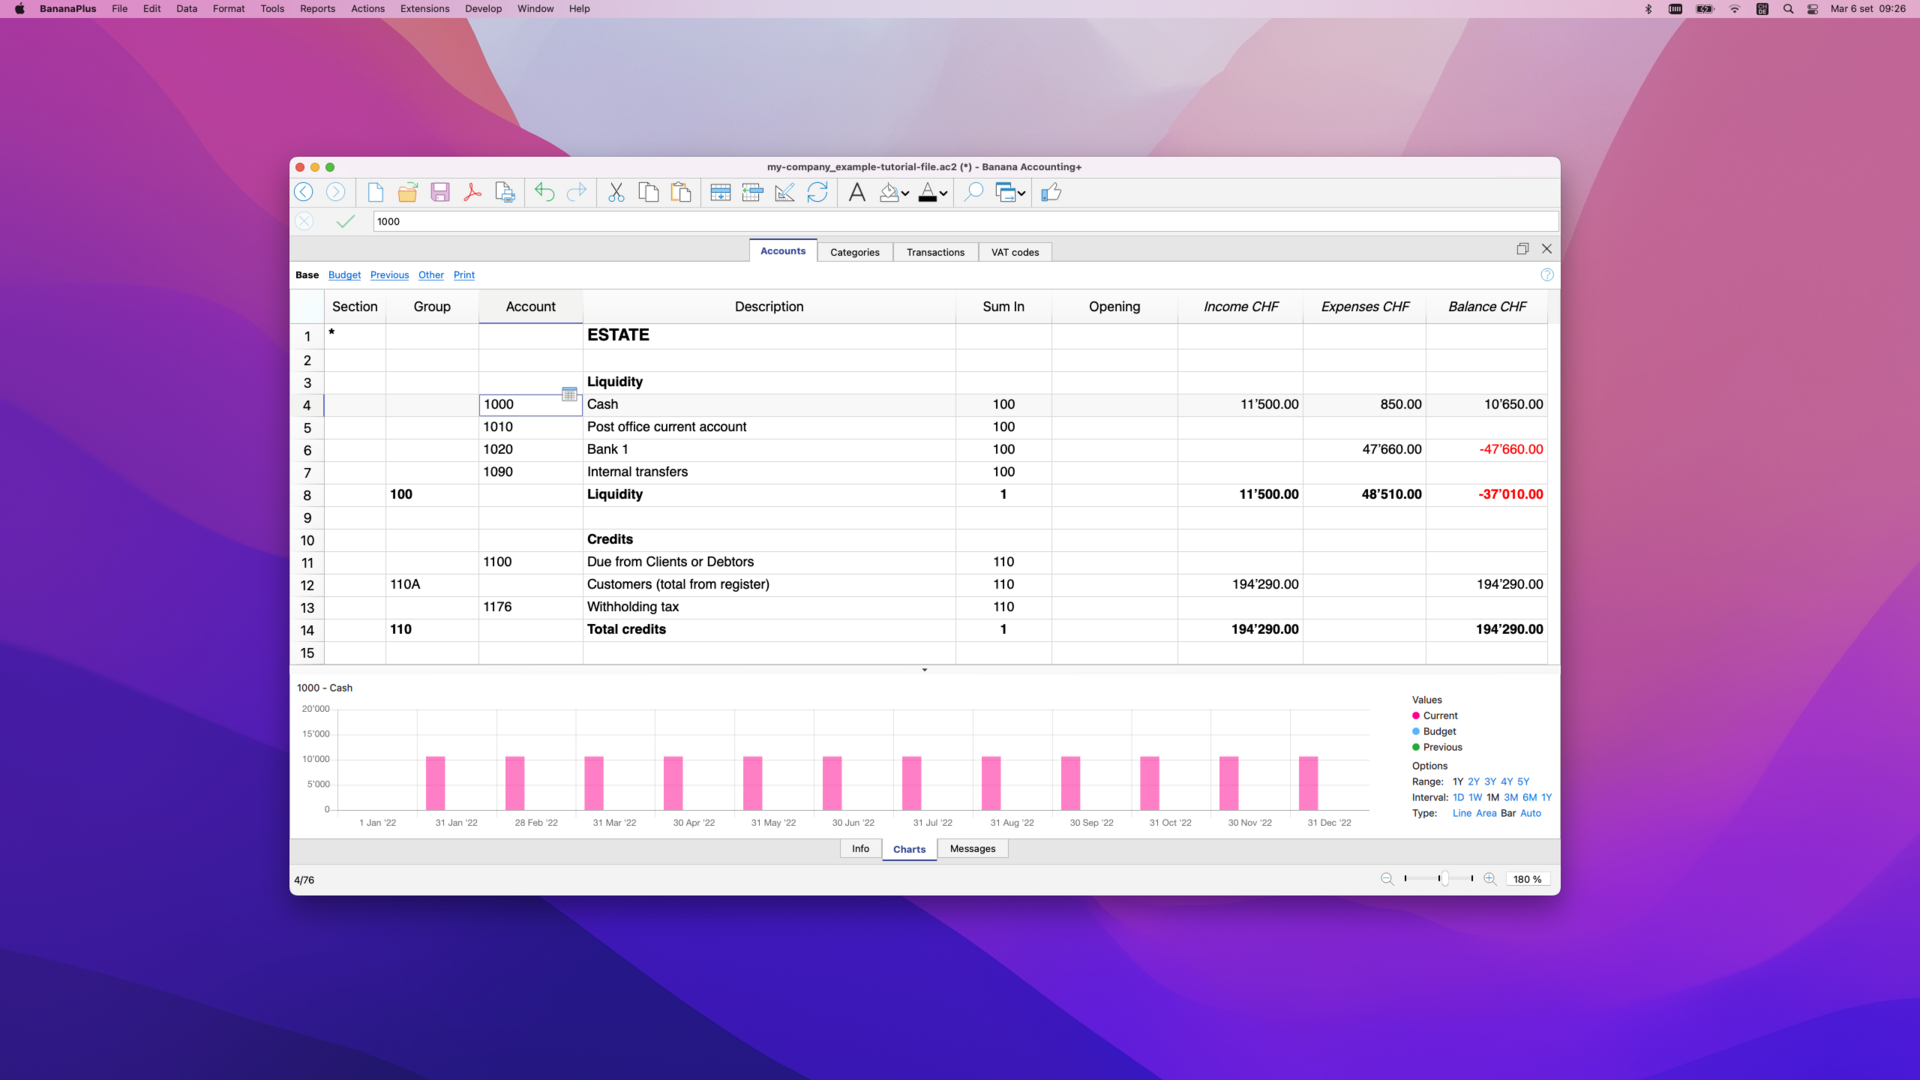 BananaPlus File Edit Data Format Tools Reports Actions Extensions Develop Window Help Mar 6 set 09:26
my-company_example-tutorial-file.ac2 (*) - Banana Accounting+
1000
Accounts Categories Transactions VAT codes
Base Budget Previous Other Print
Section Group Account Description Sum In Opening Income CHF Expenses CHF Balance CHF
1 * ESTATE
2
3 Liquidity
4 1000 Cash 100 11'500.00 850.00 10'650.00
5 1010 Post office current account 100
6 1020 Bank 1 100 47'660.00 -47'660.00
7 1090 Internal transfers 100
8 100 Liquidity 1 11'500.00 48'510.00 -37'010.00
9
10 Credits
11 1100 Due from Clients or Debtors 110
12 110A Customers (total from register) 110 194'290.00 194'290.00
13 1176 Withholding tax 110
14 110 Total credits 1 194'290.00 194'290.00
15
1000 - Cash
20'000
15'000
10'000
5'000
0
1 Jan '22 31 Jan '22 28 Feb '22 31 Mar '22 30 Apr '22 31 May '22 30 Jun '22 31 Jul '22 31 Aug '22 30 Sep '22 31 Oct '22 30 Nov '22 31 Dec '22
Values
Current
Budget
Previous
Options
Range: 1Y 2Y 3Y 4Y 5Y
Interval: 1D 1W 1M 3M 6M 1Y
Type: Line Area Bar Auto
Info Charts Messages
4/76 180 %